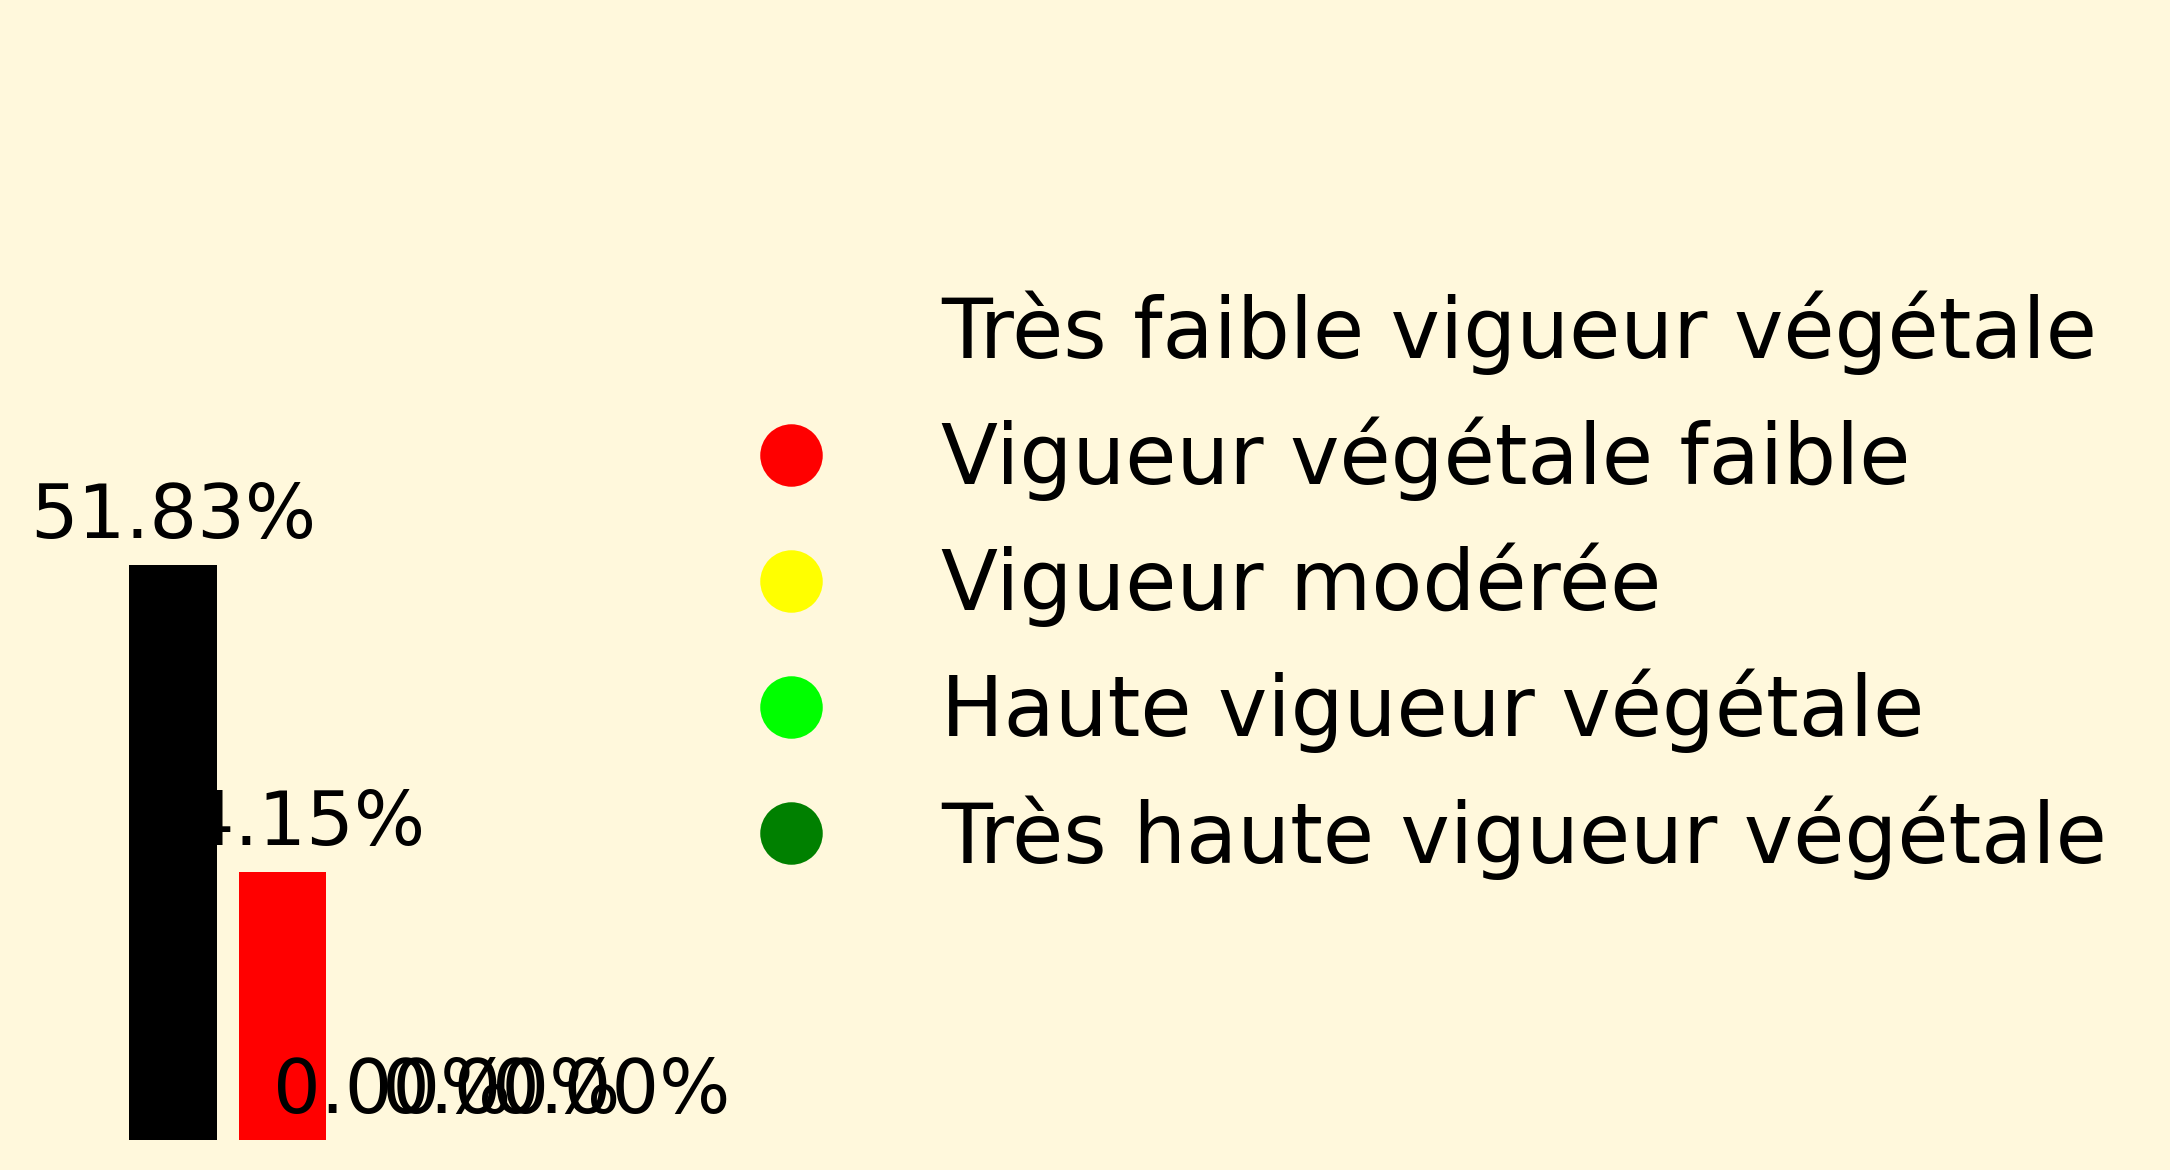 Très faible vigueur végétale
Vigueur végétale faible
Vigueur modérée
Haute vigueur végétale
Très haute vigueur végétale
51.83%
4.15%
0.00%
0.00%
0.00%